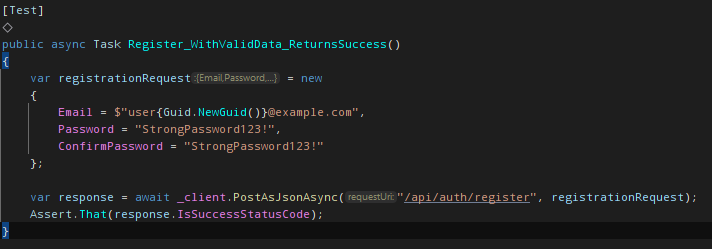 [Test]
public async Task Register_WithValidData_ReturnsSuccess()
{
    var registrationRequest :{Email,Password,...} = new
    {
        Email = $"user{Guid.NewGuid()}@example.com",
        Password = "StrongPassword123!",
        ConfirmPassword = "StrongPassword123!"
    };
    var response = await _client.PostAsJsonAsync( requestUri: "/api/auth/register", registrationRequest);
    Assert.That(response.IsSuccessStatusCode);
}